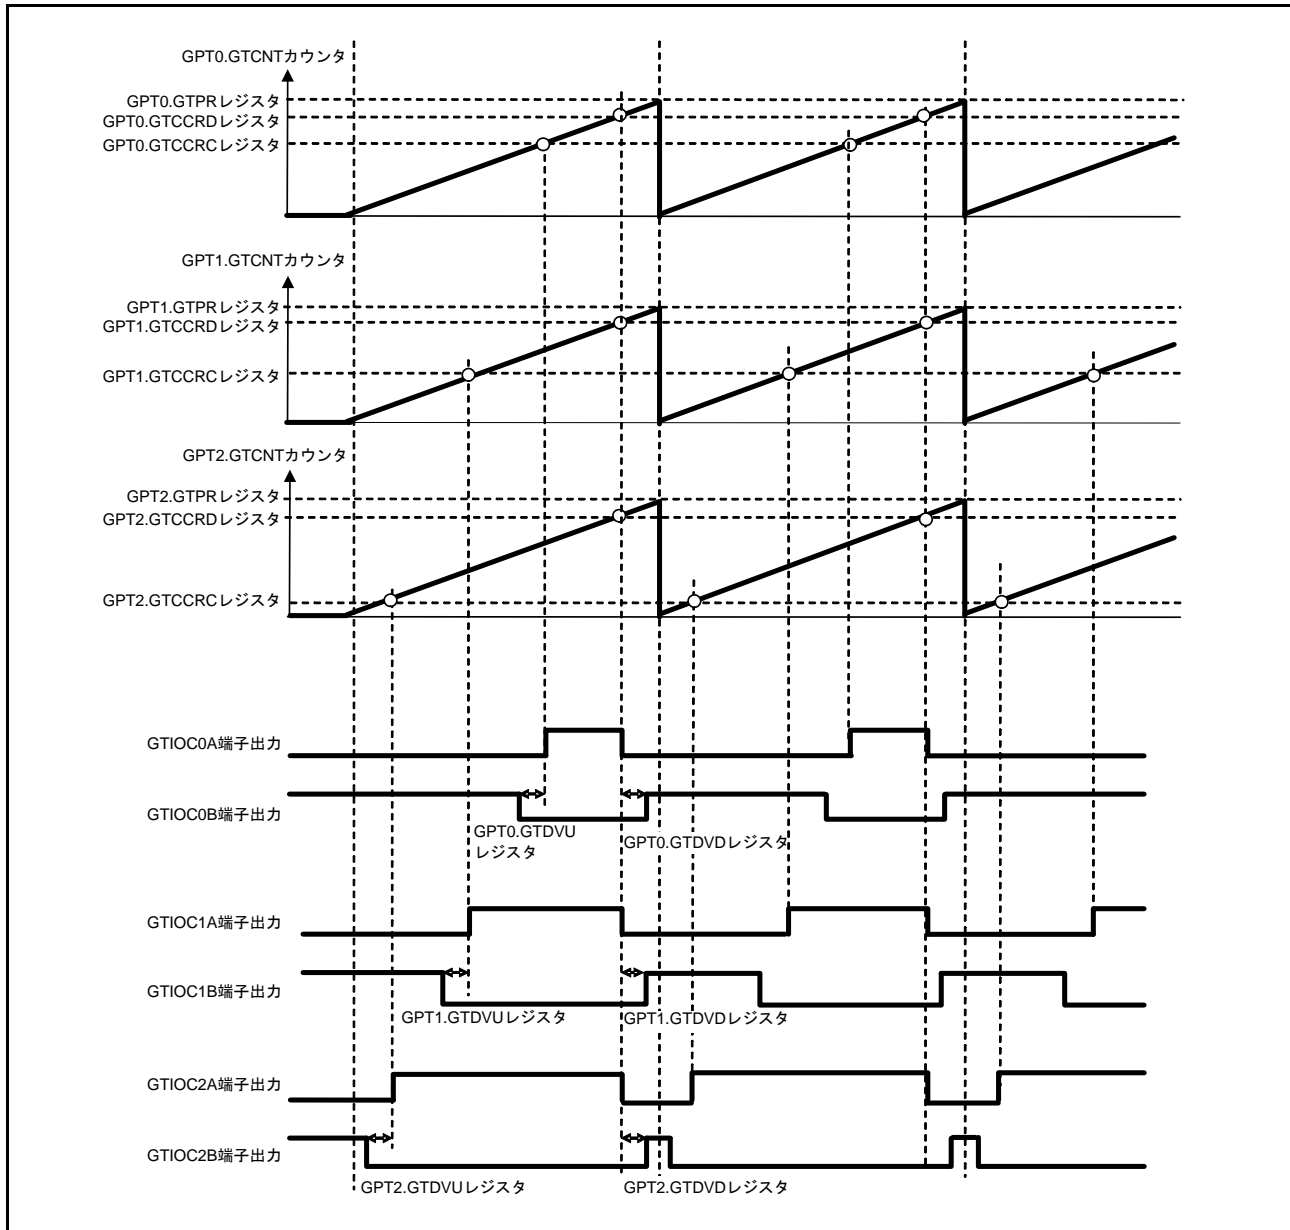 GPT0.GTCNTカウンタ
GPT0.GTPRレジスタ
GPT0.GTCCRDレジスタ
GPT0.GTCCRCレジスタ
GPT1.GTCNTカウンタ
GPT1.GTPRレジスタ
GPT1.GTCCRDレジスタ
GPT1.GTCCRCレジスタ
GPT2.GTCNTカウンタ
GPT2.GTPRレジスタ
GPT2.GTCCRDレジスタ
GPT2.GTCCRCレジスタ
GTIOC0A端子出力
GTIOC0B端子出力
GPT0.GTDVU
レジスタ
GPT0.GTDVDレジスタ
GTIOC1A端子出力
GTIOC1B端子出力
GPT1.GTDVUレジスタ
GPT1.GTDVDレジスタ
GTIOC2A端子出力
GTIOC2B端子出力
GPT2.GTDVUレジスタ
GPT2.GTDVDレジスタ